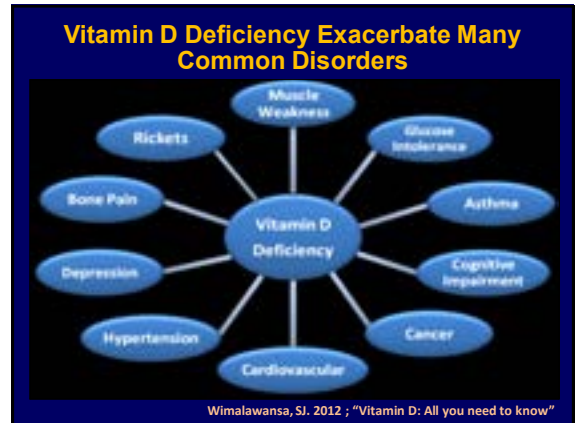 Vitamin D Deficiency Exacerbate Many
Common Disorders
Muscle
Weakness
Glucose
Intolerance
Rickets
Bone Pain
Asthma
Vitamin D
Deficiency
Depression
Cognitive
Impairment
Hypertension
Cancer
Cardiovascular
Wimalawansa, SJ. 2012 ; “Vitamin D: All you need to know”